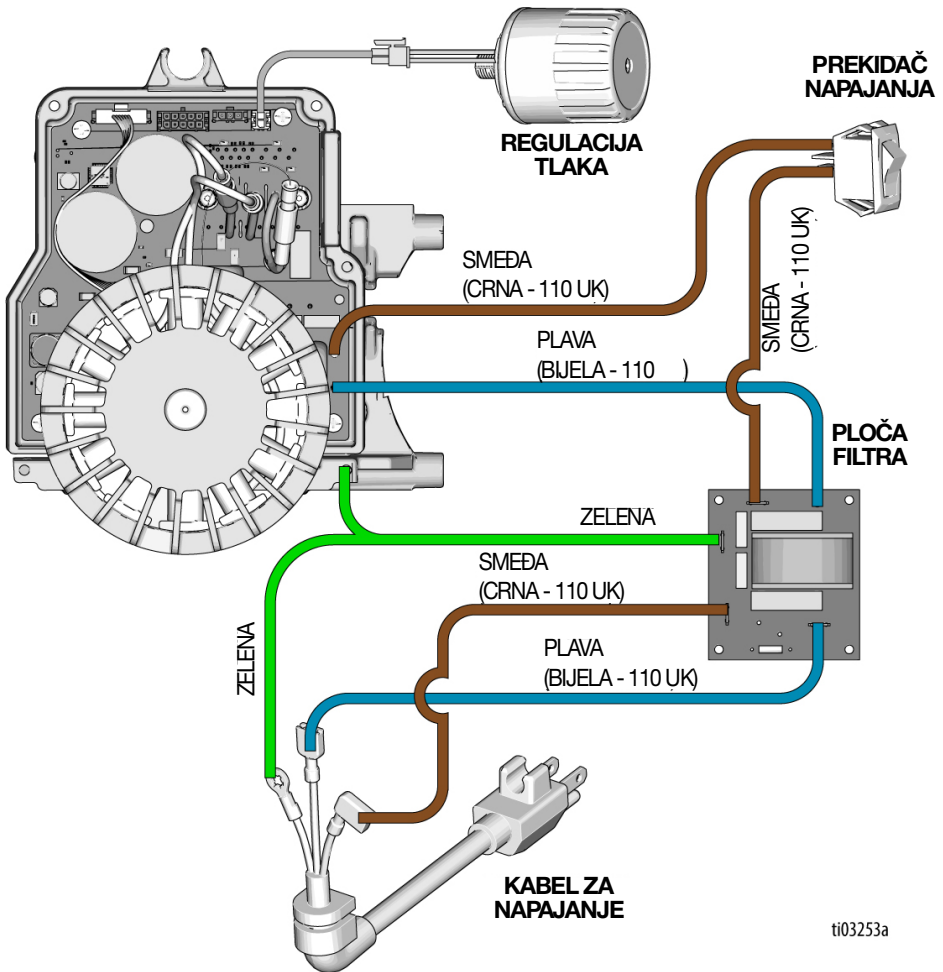 PREKIDAČ
NAPAJANJA
REGULACIJA
TLAKA
SMEĐA
(CRNA - 110 UK)
SMEĐA
(CRNA - 110 UK)
PLAVA
(BIJELA - 110 )
PLOČA
FILTRA
ZELENA
SMEĐA
(CRNA - 110 UK)
ZELENA
PLAVA
(BIJELA - 110 UK)
KABEL ZA
NAPAJANJE
ti03253a